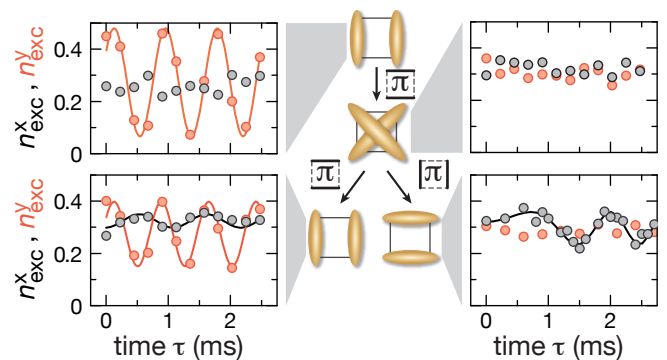 0.4
0.2
0
n^x_exc , n^y_exc
π
0.4
0.2
0
0 1 2
n^x_exc , n^y_exc
time τ (ms)
π π
0 1 2
time τ (ms)